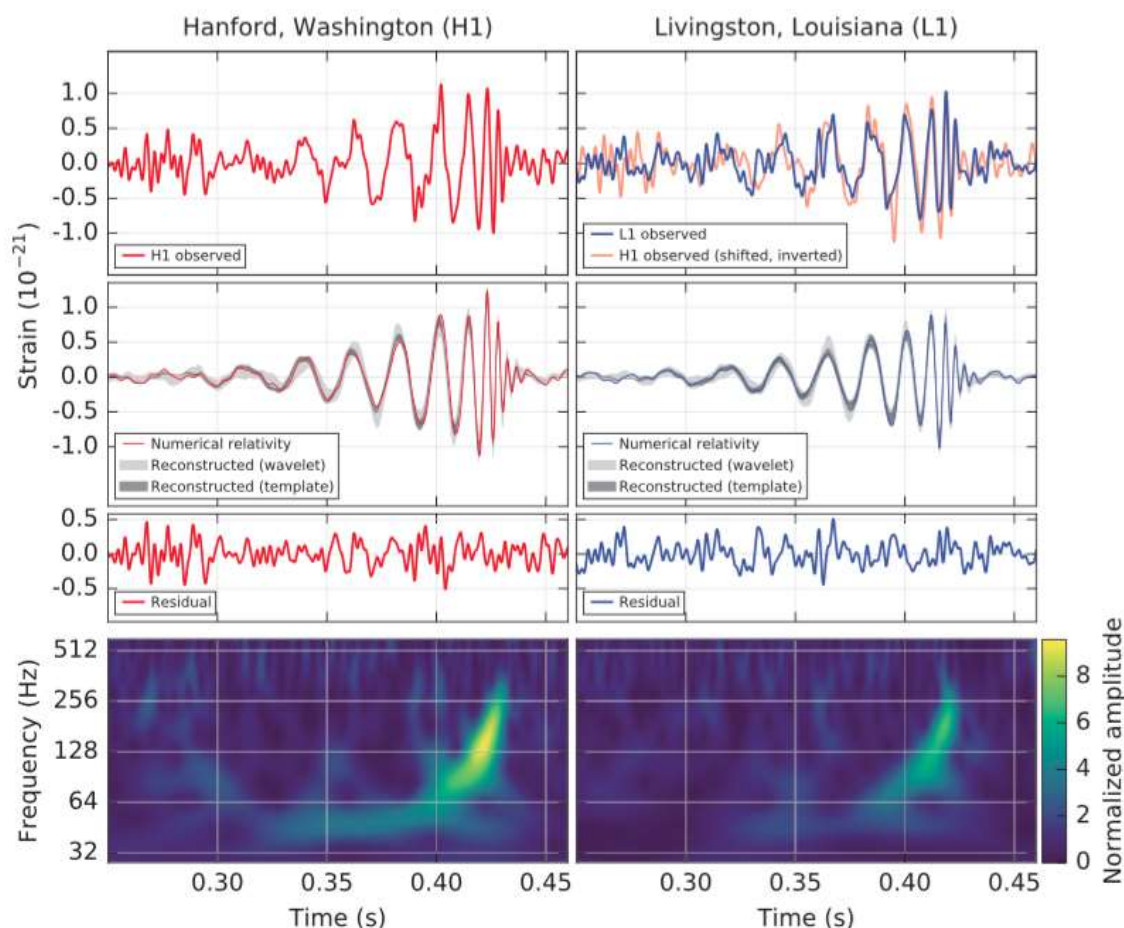 Hanford, Washington (H1) Livingston, Louisiana (L1)
1.0
0.5
0.0
-0.5
-1.0
H1 observed
L1 observed
H1 observed (shifted, inverted)
Strain (10⁻²¹)
1.0
0.5
0.0
-0.5
-1.0
Numerical relativity
Reconstructed (wavelet)
Reconstructed (template)
Numerical relativity
Reconstructed (wavelet)
Reconstructed (template)
0.5
0.0
-0.5
Residual
Residual
Frequency (Hz)
512
256
128
64
32
0.30 0.35 0.40 0.45 0.30 0.35 0.40 0.45
Time (s) Time (s)
8
6
4
2
0
Normalized amplitude